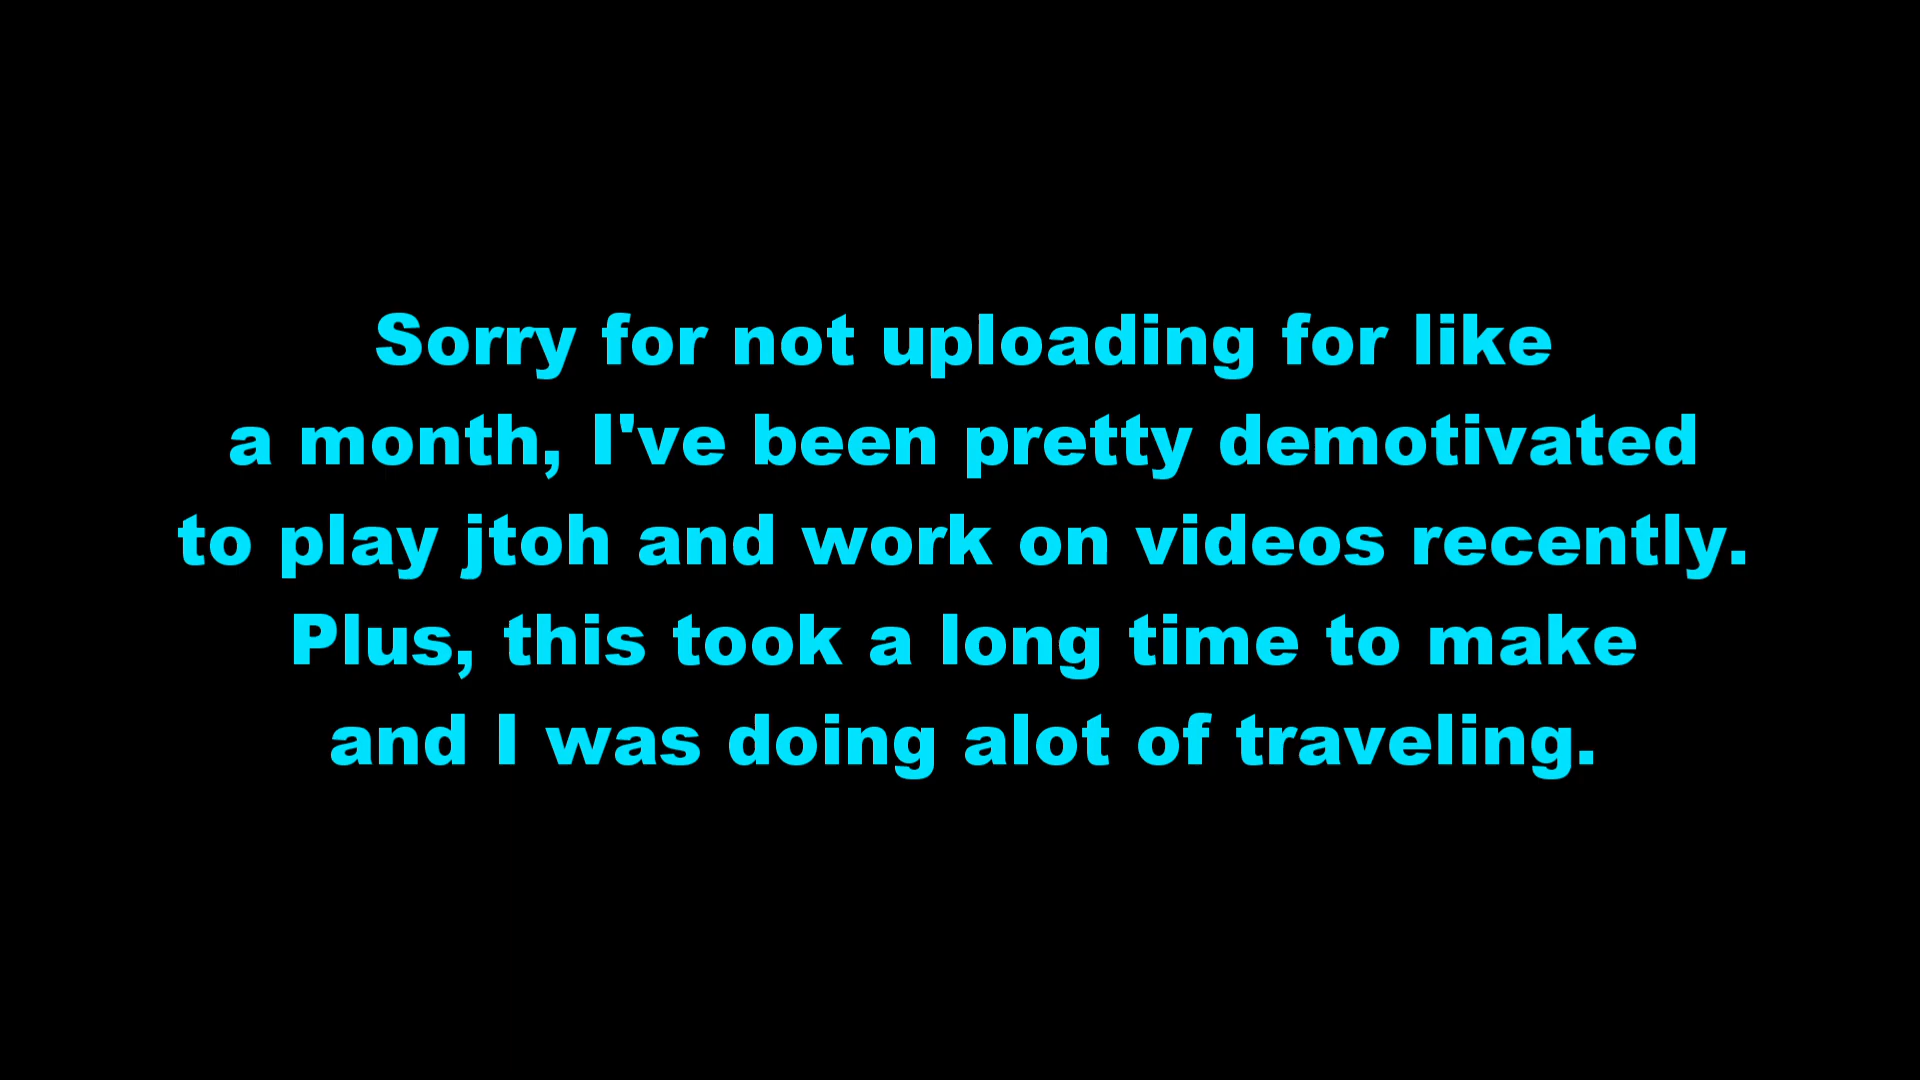 Sorry for not uploading for like
a month, I've been pretty demotivated
to play jtoh and work on videos recently.
Plus, this took a long time to make
and I was doing alot of traveling.